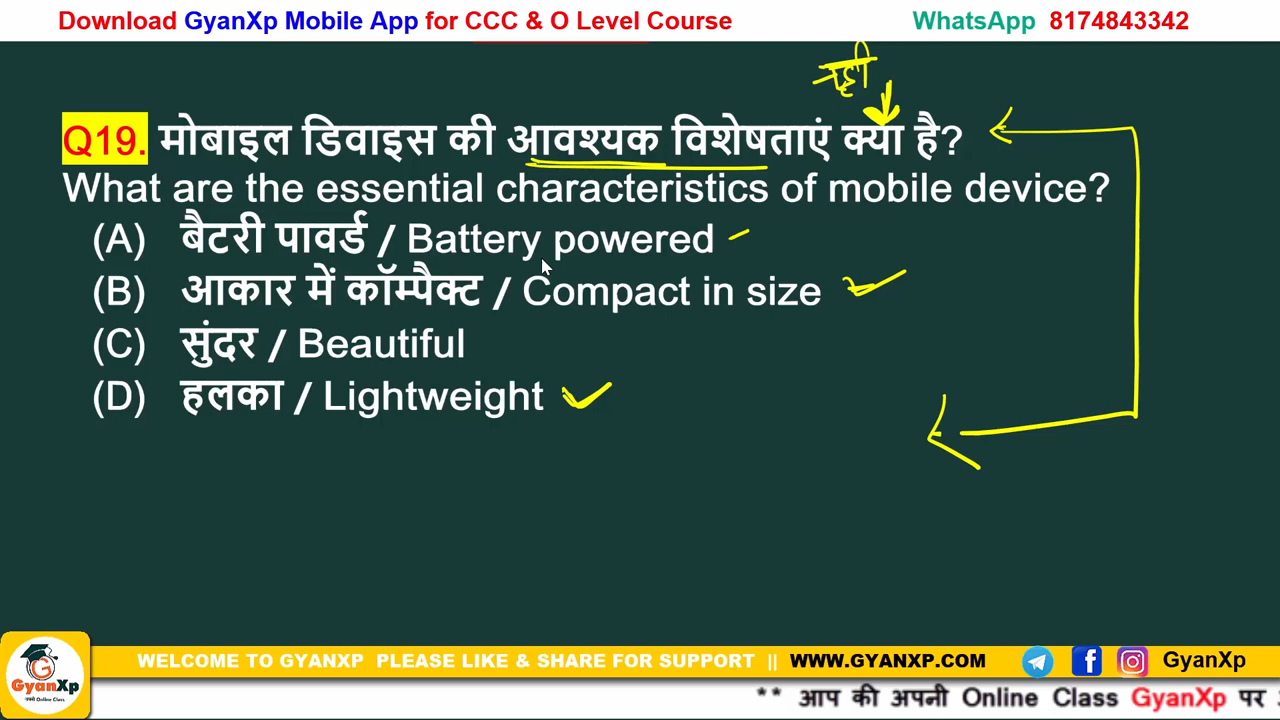 Download GyanXp Mobile App for CCC & O Level Course WhatsApp 8174843342
नहीं
Q19. मोबाइल डिवाइस की आवश्यक विशेषताएं क्या है?
What are the essential characteristics of mobile device?
(A) बैटरी पावर्ड / Battery powered
(B) आकार में कॉम्पैक्ट / Compact in size
(C) सुंदर / Beautiful
(D) हलका / Lightweight
WELCOME TO GYANXP PLEASE LIKE & SHARE FOR SUPPORT || WWW.GYANXP.COM GyanXp
GyanXp
** आप की अपनी Online Class GyanXp पर